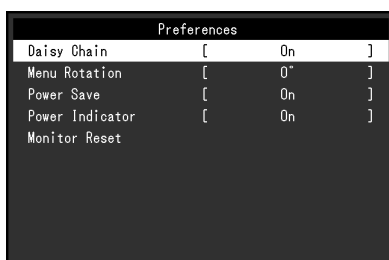 Preferences
Daisy Chain [ On ]
Menu Rotation [ 0° ]
Power Save [ On ]
Power Indicator [ On ]
Monitor Reset